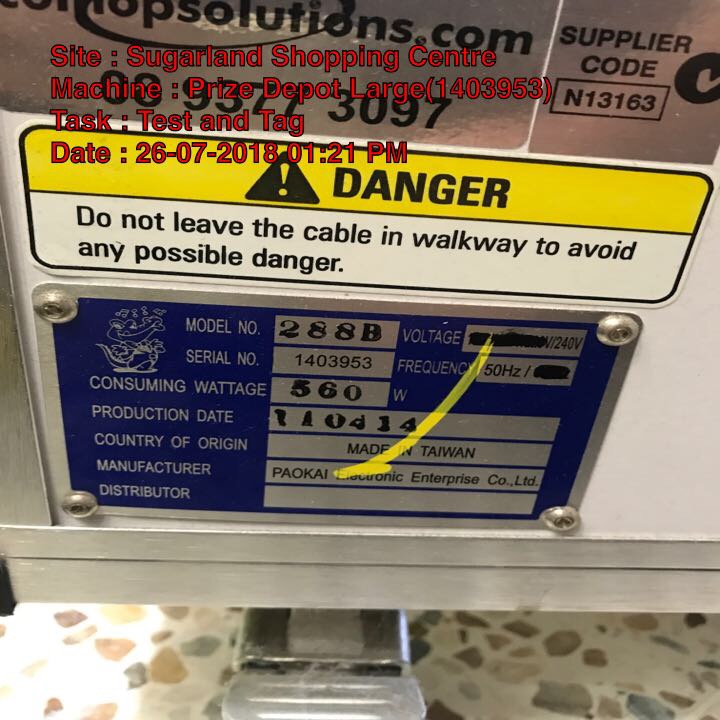 opsolutions.com
SUPPLIER
CODE
N13163
Site : Sugarland Shopping Centre
Machine : Prize Depot Large(1403953)
Task : Test and Tag
Date : 26-07-2018 01:21 PM
3097
DANGER
Do not leave the cable in walkway to avoid
any possible danger.
MODEL NO. 288B VOLTAGE V/240V
SERIAL NO. 1403953 FREQUENCY 50Hz /
CONSUMING WATTAGE 560 W
PRODUCTION DATE 110414
COUNTRY OF ORIGIN MADE IN TAIWAN
MANUFACTURER PAOKAI Electronic Enterprise Co.,Ltd.
DISTRIBUTOR